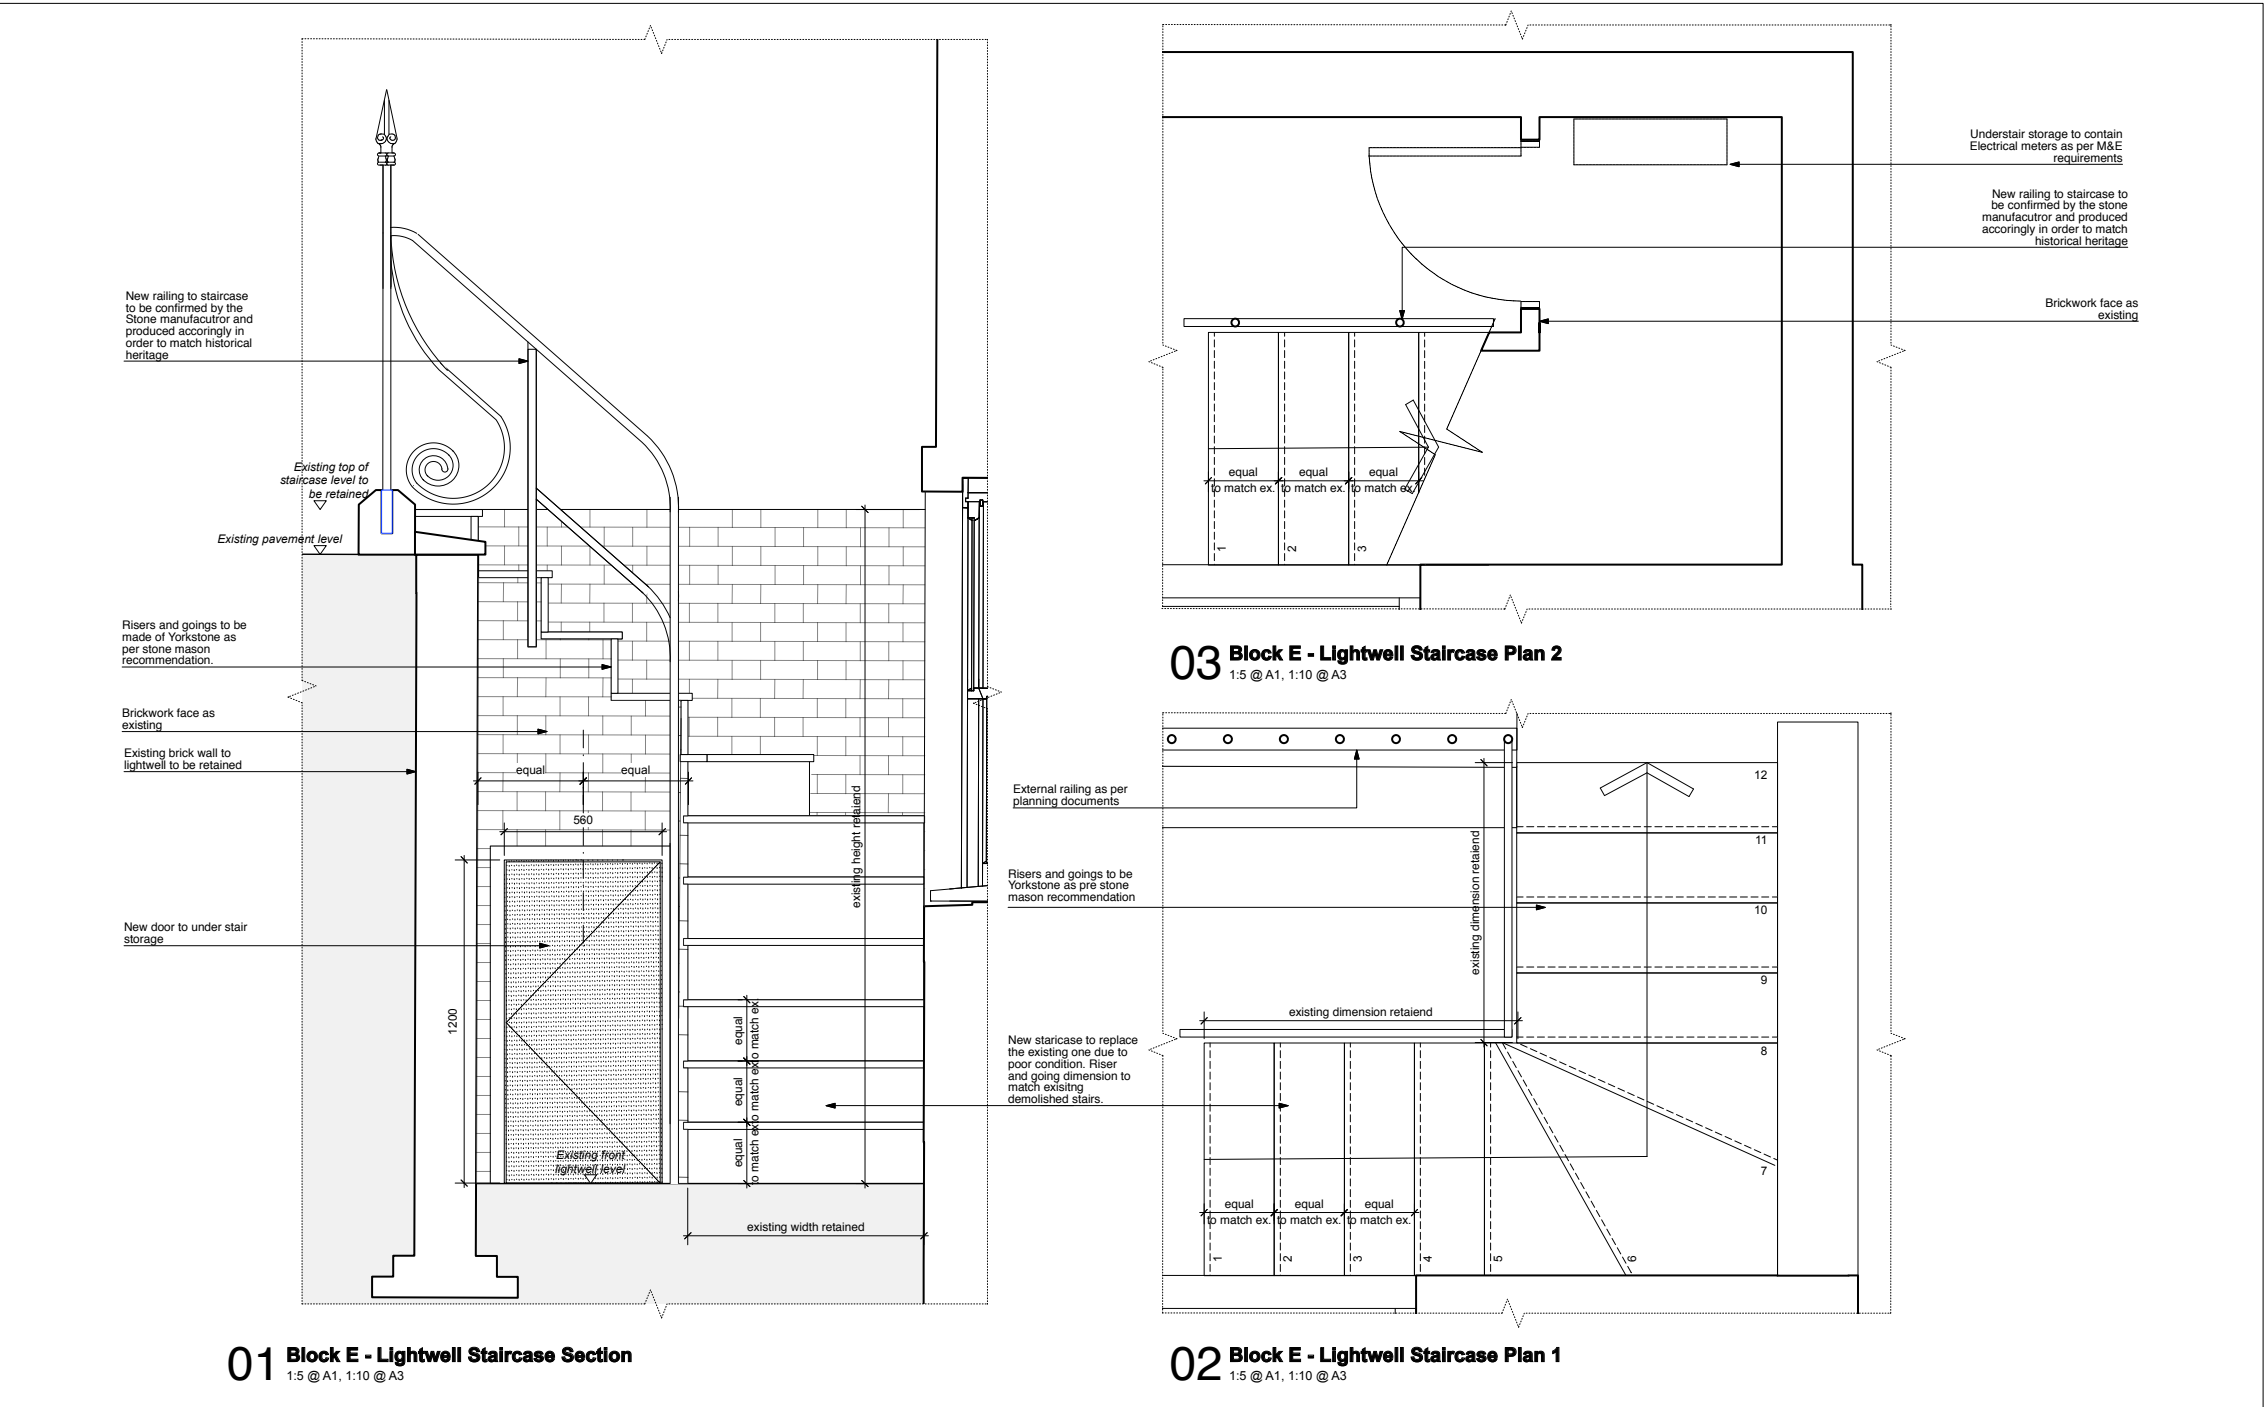 New railing to staircase
to be confirmed by the
Stone manufacutror and
produced accoringly in
order to match historical
heritage
Existing top of
staircase level to
be retained
Existing pavement level
Risers and goings to be
made of Yorkstone as
per stone mason
recommendation.
Brickwork face as
existing
Existing brick wall to
lightwell to be retained
New door to under stair
storage
equal
equal
560
1200
existing height retaiend
equal
to match ex.
equal
to match ex.
equal
to match ex.
Existing front
lightwell level
existing width retained
01 Block E - Lightwell Staircase Section
1:5 @ A1, 1:10 @ A3
Understair storage to contain
Electrical meters as per M&E
requirements
New railing to staircase to
be confirmed by the stone
manufacutror and produced
accoringly in order to match
historical heritage
Brickwork face as
existing
equal
equal
equal
to match ex.
to match ex.
to match ex.
1
2
3
03 Block E - Lightwell Staircase Plan 2
1:5 @ A1, 1:10 @ A3
External railing as per
planning documents
Risers and goings to be
Yorkstone as pre stone
mason recommendation
New staricase to replace
the existing one due to
poor condition. Riser
and going dimension to
match exisitng
demolished stairs.
existing dimension retaiend
existing dimension retaiend
12
11
10
9
8
7
equal
equal
equal
to match ex.
to match ex.
to match ex.
1
2
3
4
5
6
02 Block E - Lightwell Staircase Plan 1
1:5 @ A1, 1:10 @ A3